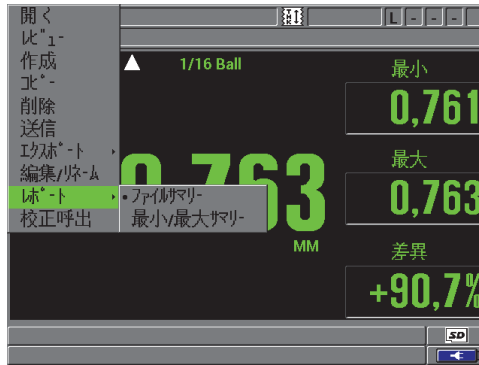 開く
ﾚﾋﾞｭｰ
作成
ｺﾋﾟｰ
削除
送信
ｴｸｽﾎﾟｰﾄ
編集/ﾘﾈｰﾑ
ﾚﾎﾟｰﾄ
校正呼出
•ﾌｧｲﾙｻﾏﾘｰ
最小/最大ｻﾏﾘｰ
L - - -
1/16 Ball
0,763
MM
最小
0,761
最大
0,763
差異
+90,7%
SD